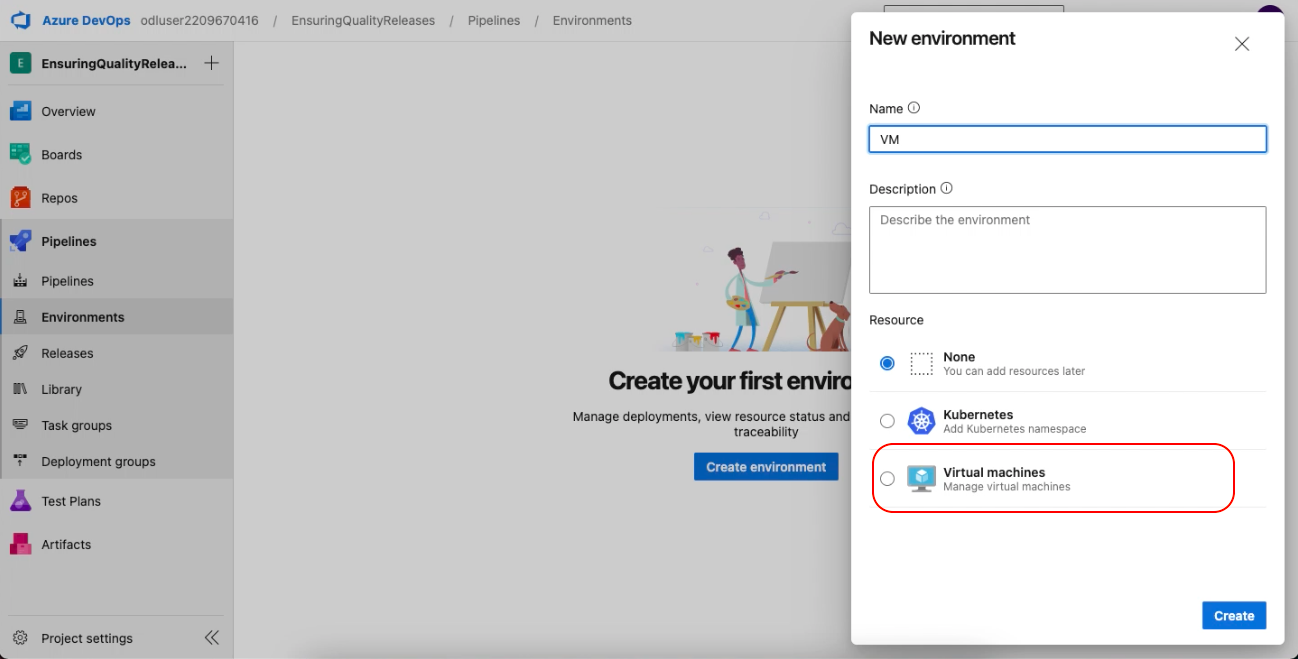 Azure DevOps odluser2209670416 / EnsuringQualityReleases / Pipelines / Environments
E EnsuringQualityRelea...
Overview
Boards
Repos
Pipelines
Pipelines
Environments
Releases
Library
Task groups
Deployment groups
Test Plans
Artifacts
Project settings
Create your first enviro
Manage deployments, view resource status and
traceability
Create environment
New environment
Name
VM
Description
Describe the environment
Resource
None
You can add resources later
Kubernetes
Add Kubernetes namespace
Virtual machines
Manage virtual machines
Create